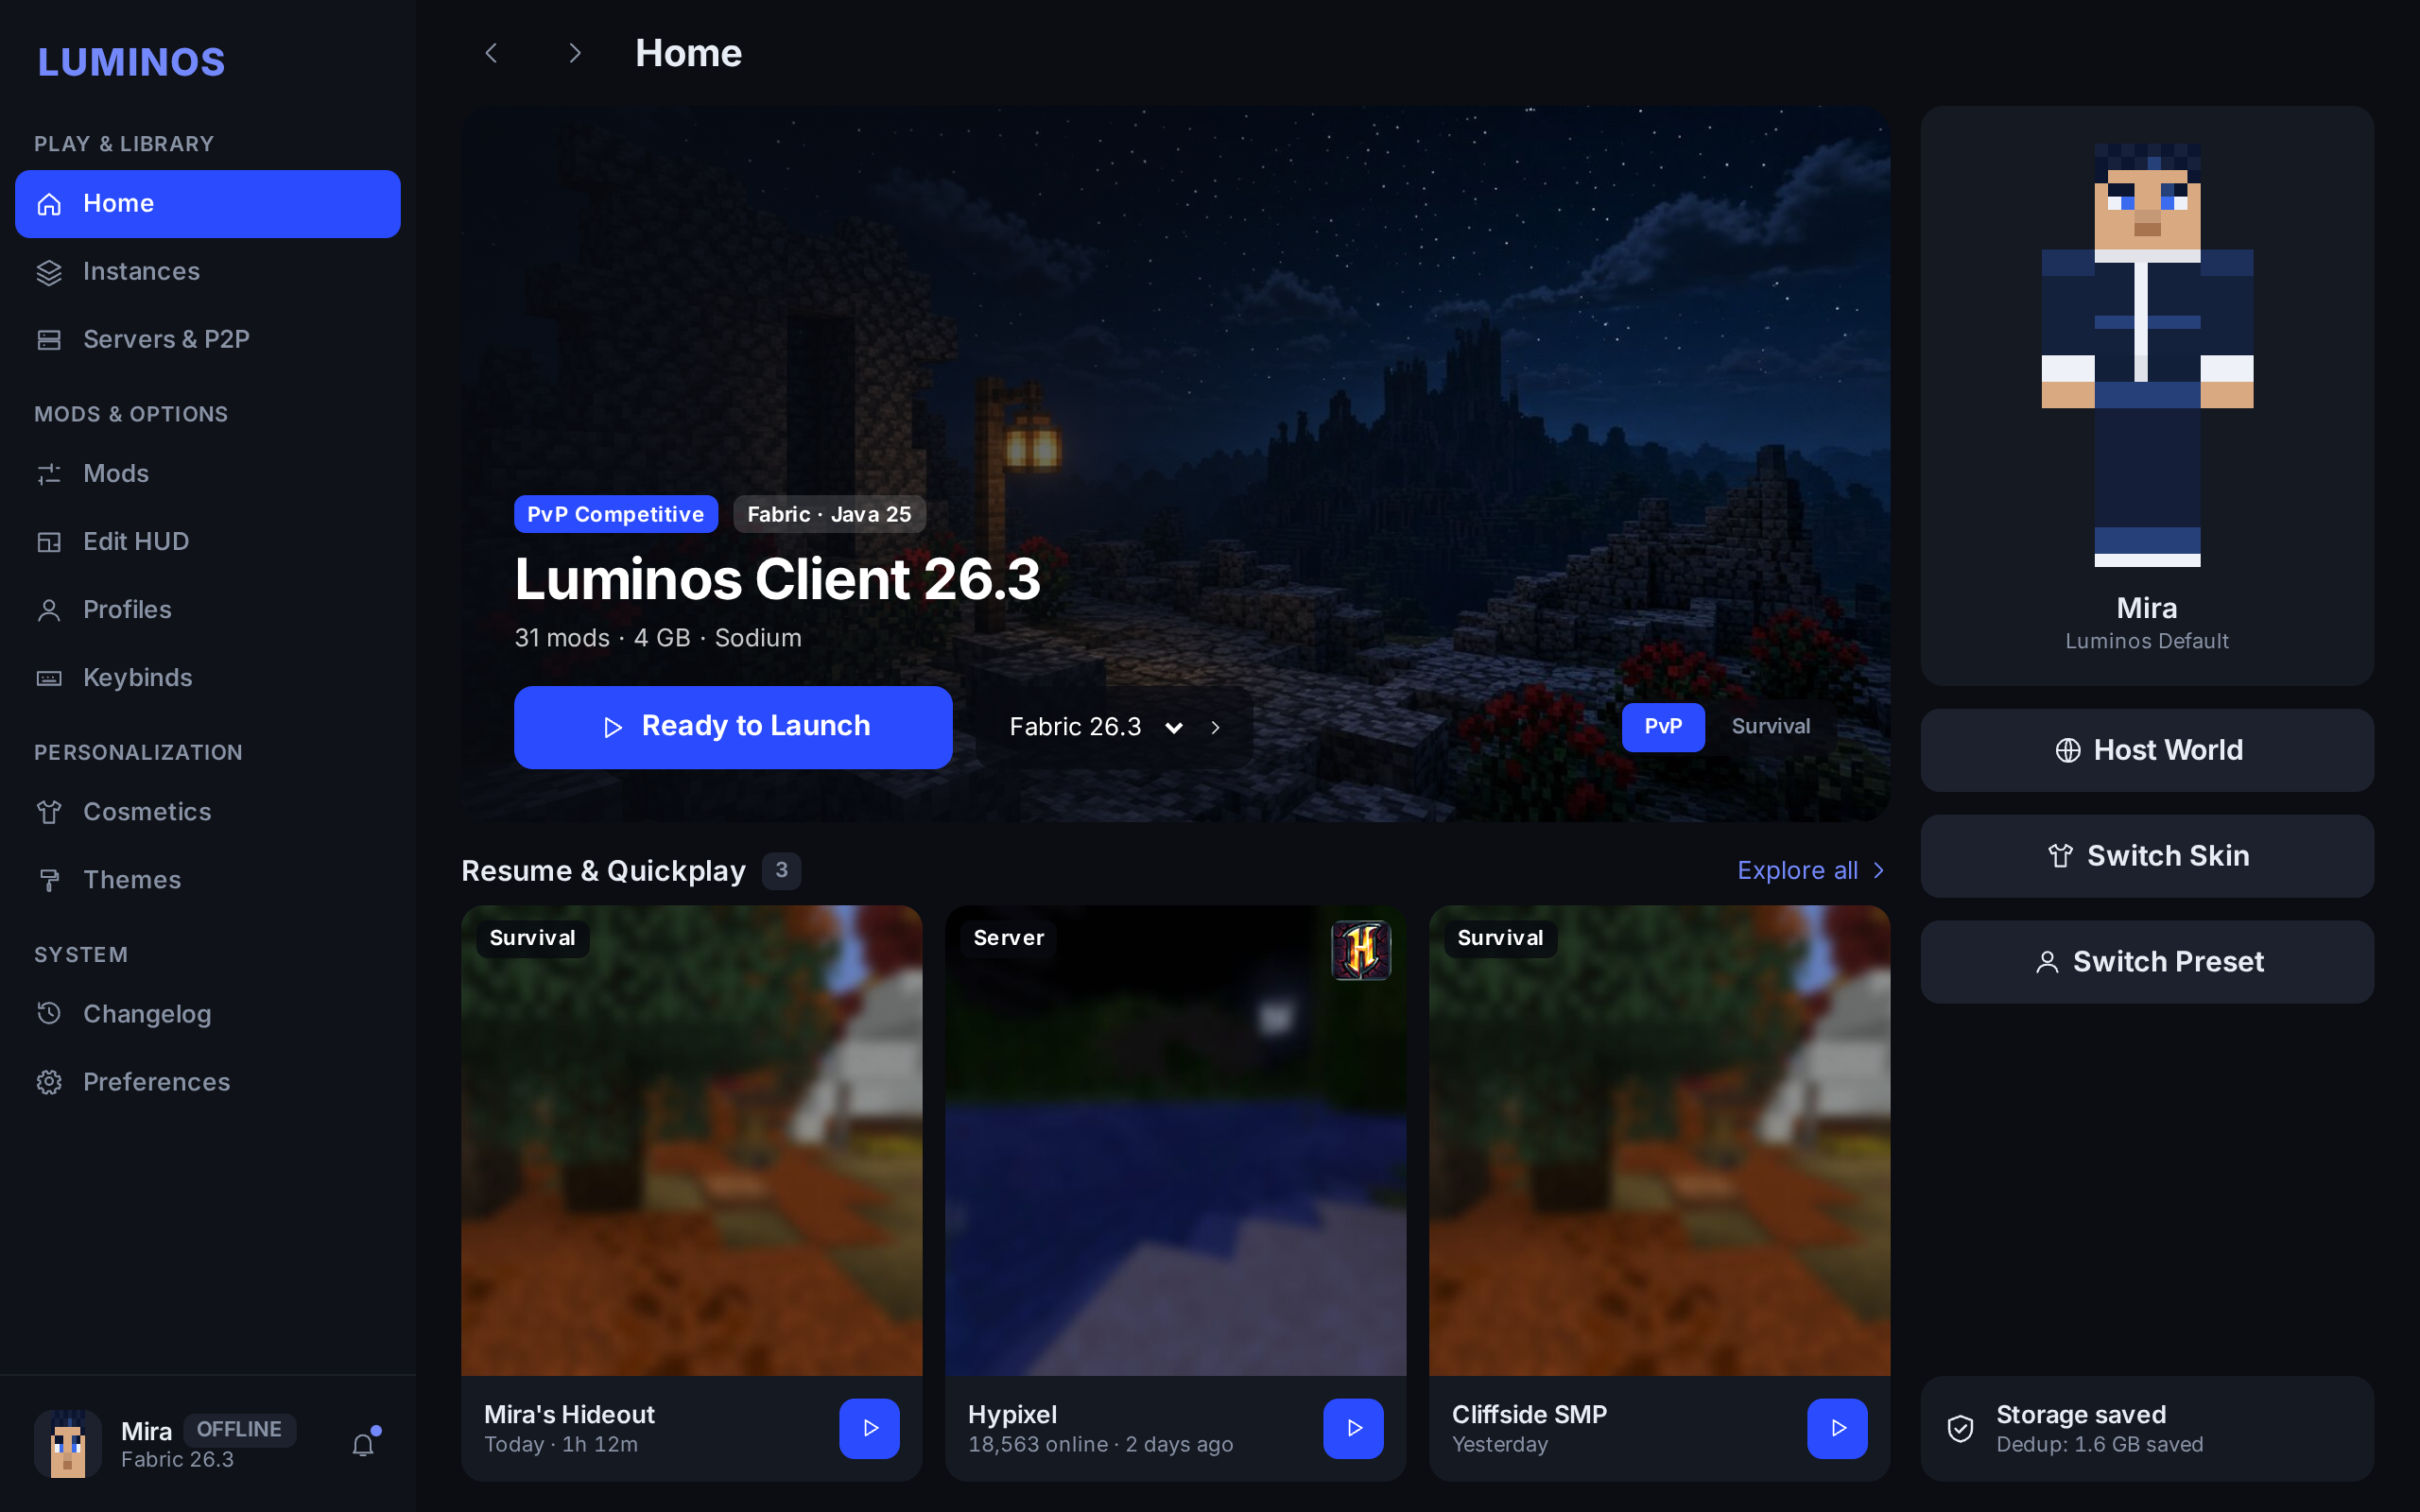 LUMINOS
PLAY & LIBRARY
Home
Instances
Servers & P2P
MODS & OPTIONS
Mods
Edit HUD
Profiles
Keybinds
PERSONALIZATION
Cosmetics
Themes
SYSTEM
Changelog
Preferences
Mira OFFLINE
Fabric 26.3
Home
PvP Competitive Fabric · Java 25
Luminos Client 26.3
31 mods · 4 GB · Sodium
Ready to Launch Fabric 26.3 PvP Survival
Resume & Quickplay 3 Explore all
Survival
Mira's Hideout
Today · 1h 12m
Server
H
Hypixel
18,563 online · 2 days ago
Survival
Cliffside SMP
Yesterday
Mira
Luminos Default
Host World
Switch Skin
Switch Preset
Storage saved
Dedup: 1.6 GB saved